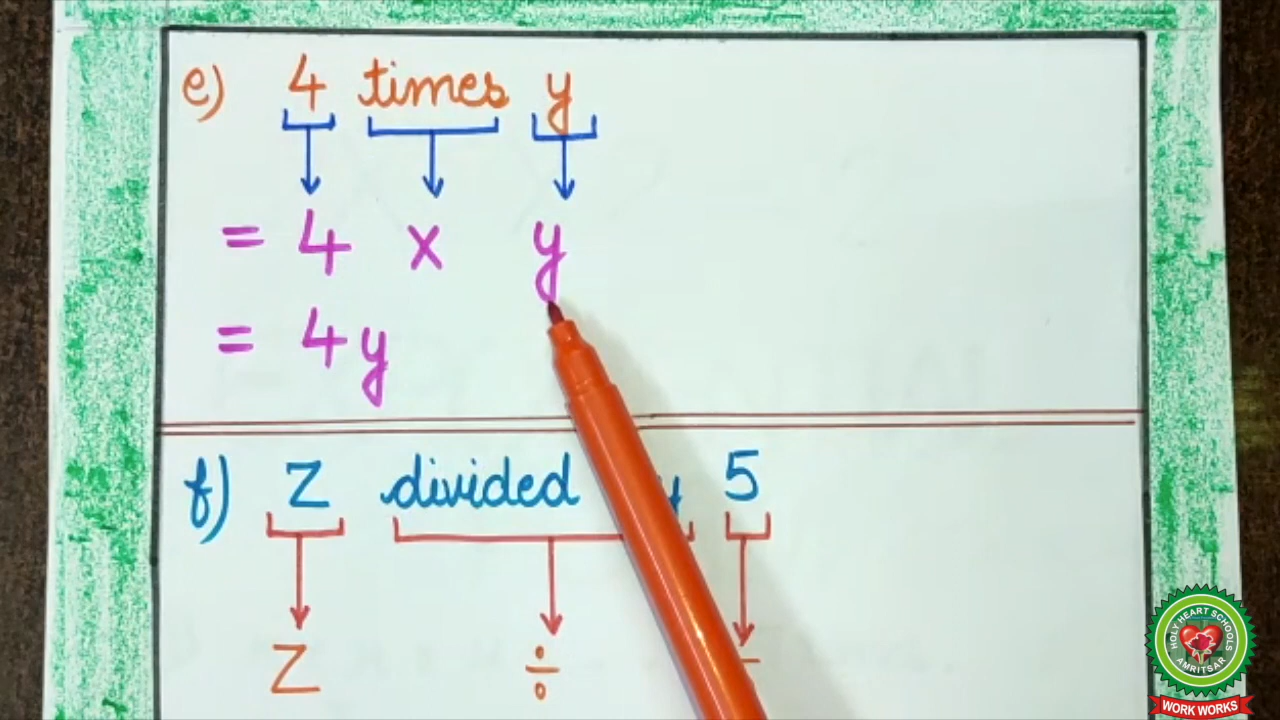 e) 4 times y
= 4 x y
= 4y
f) Z divided 5
Z ÷
HOLY HEART SCHOOLS
AMRITSAR
WORK WORKS